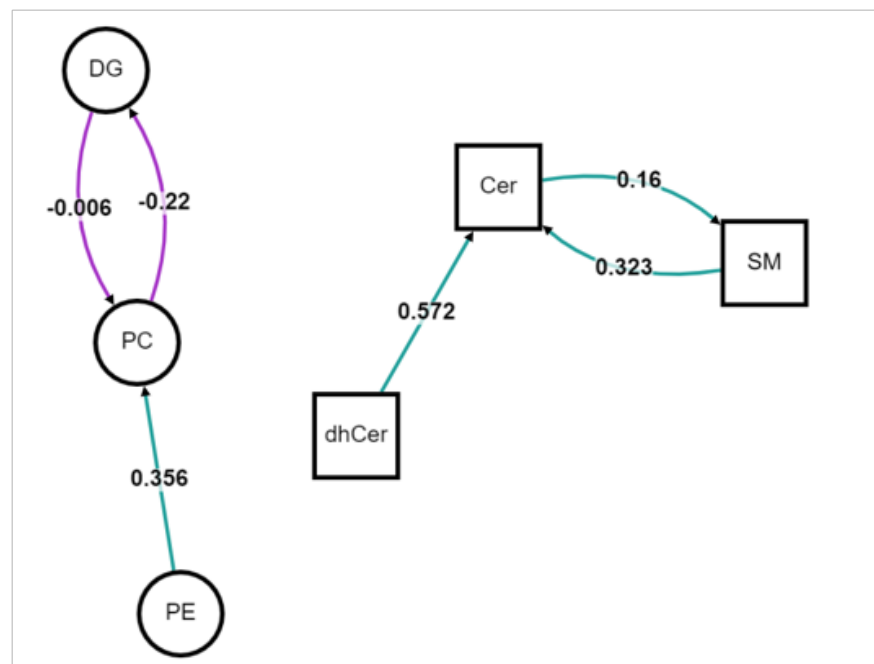 DG
-0.006
-0.22
PC
0.356
PE
Cer
0.16
SM
0.323
0.572
dhCer